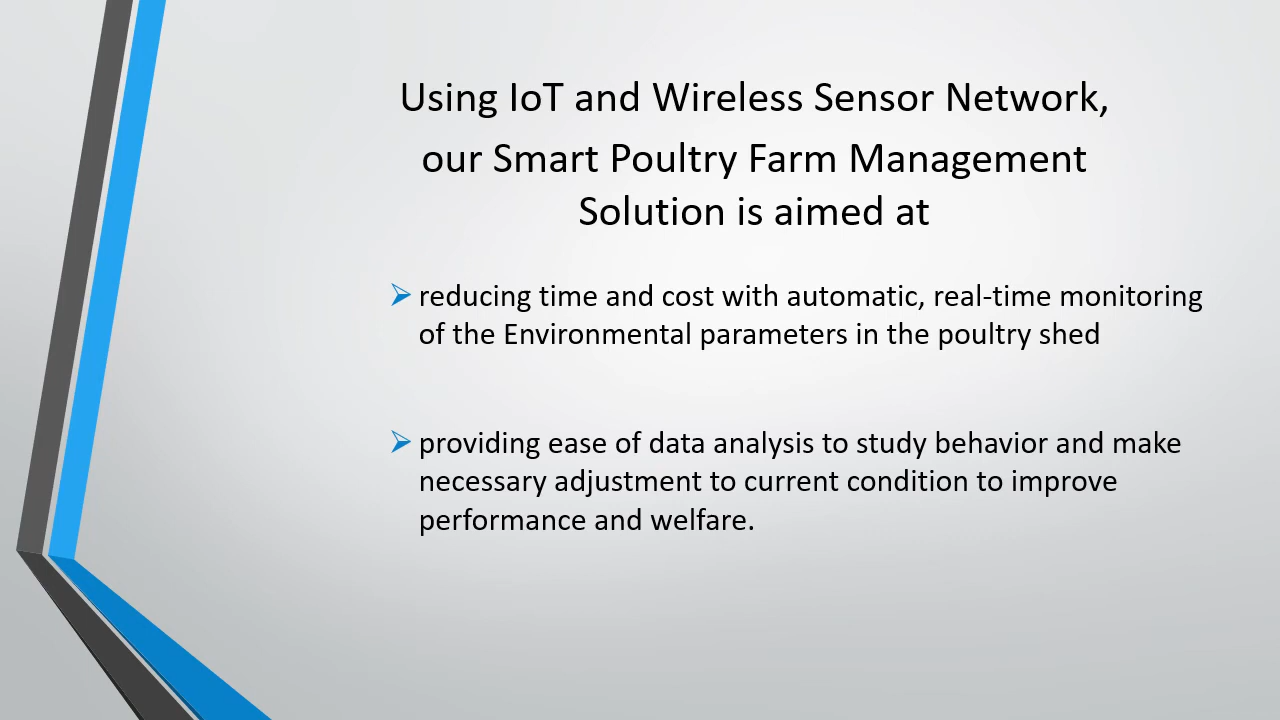 Using IoT and Wireless Sensor Network,
our Smart Poultry Farm Management
Solution is aimed at
reducing time and cost with automatic, real-time monitoring
of the Environmental parameters in the poultry shed
providing ease of data analysis to study behavior and make
necessary adjustment to current condition to improve
performance and welfare.